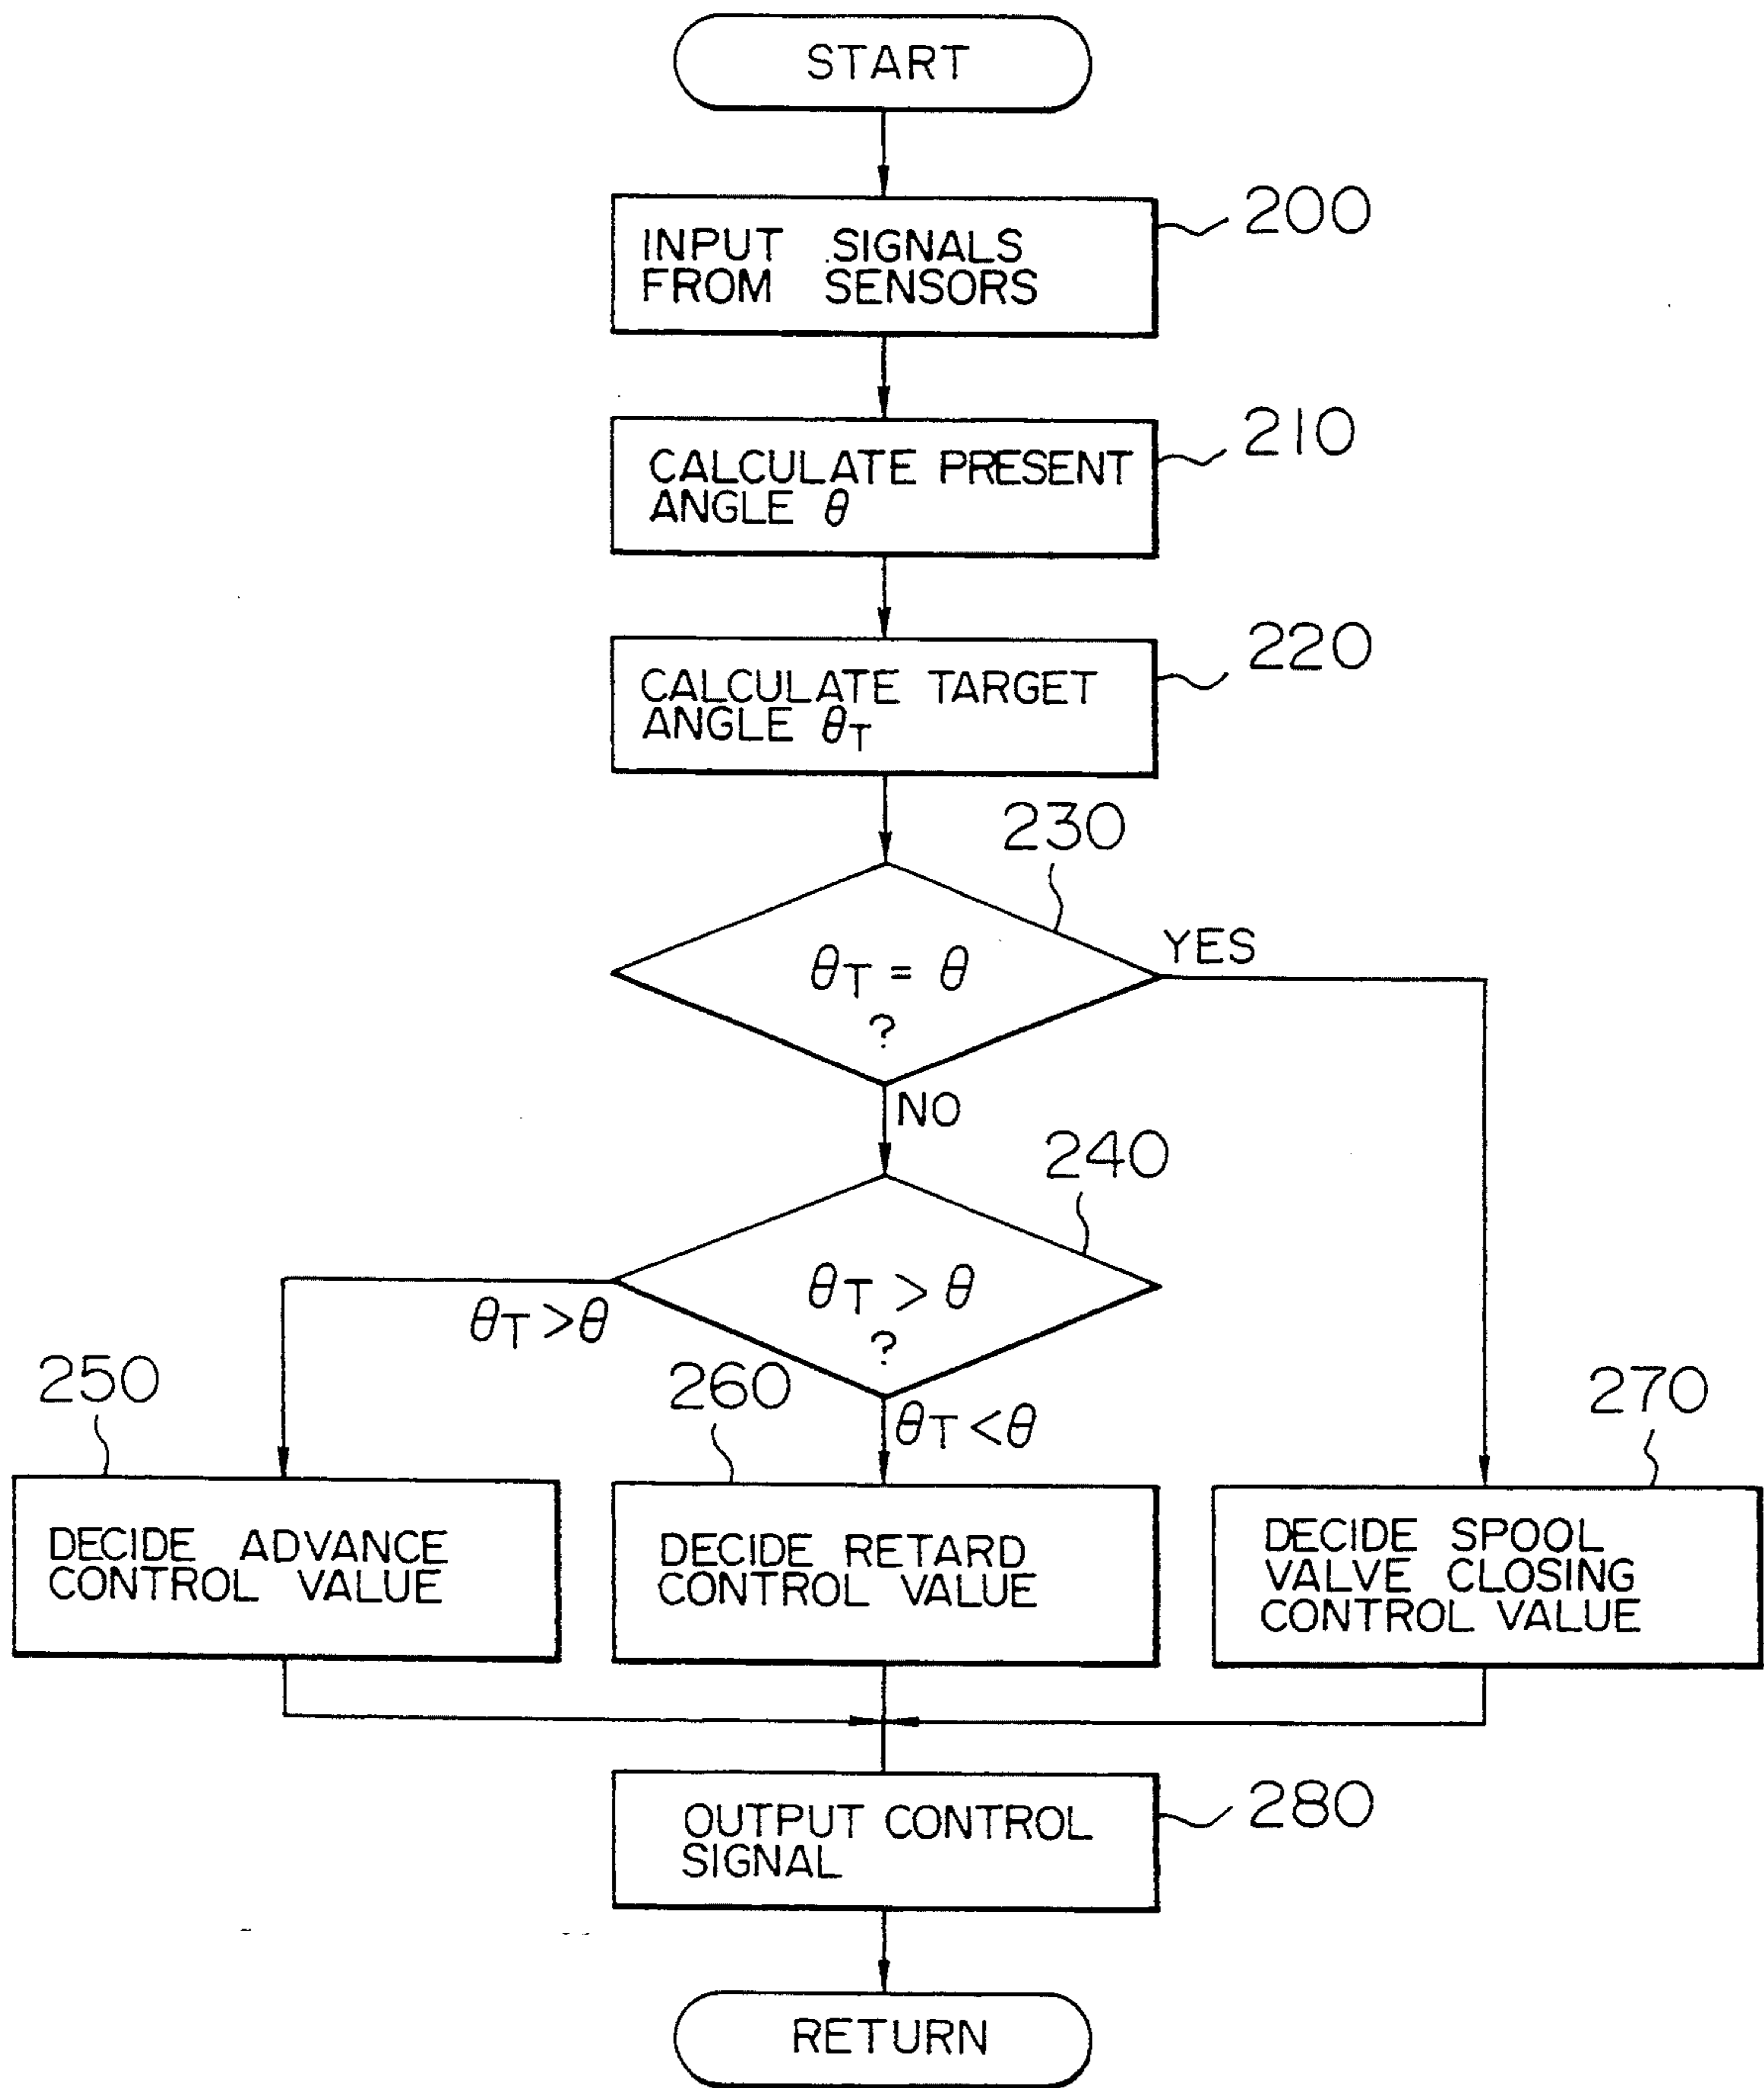 START
200
INPUT SIGNALS
FROM SENSORS
210
CALCULATE PRESENT
ANGLE θ
220
CALCULATE TARGET
ANGLE θT
230
θT = θ
?
YES
NO
240
θT > θ
?
θT > θ
θT < θ
250
DECIDE ADVANCE
CONTROL VALUE
260
DECIDE RETARD
CONTROL VALUE
270
DECIDE SPOOL
VALVE CLOSING
CONTROL VALUE
280
OUTPUT CONTROL
SIGNAL
RETURN